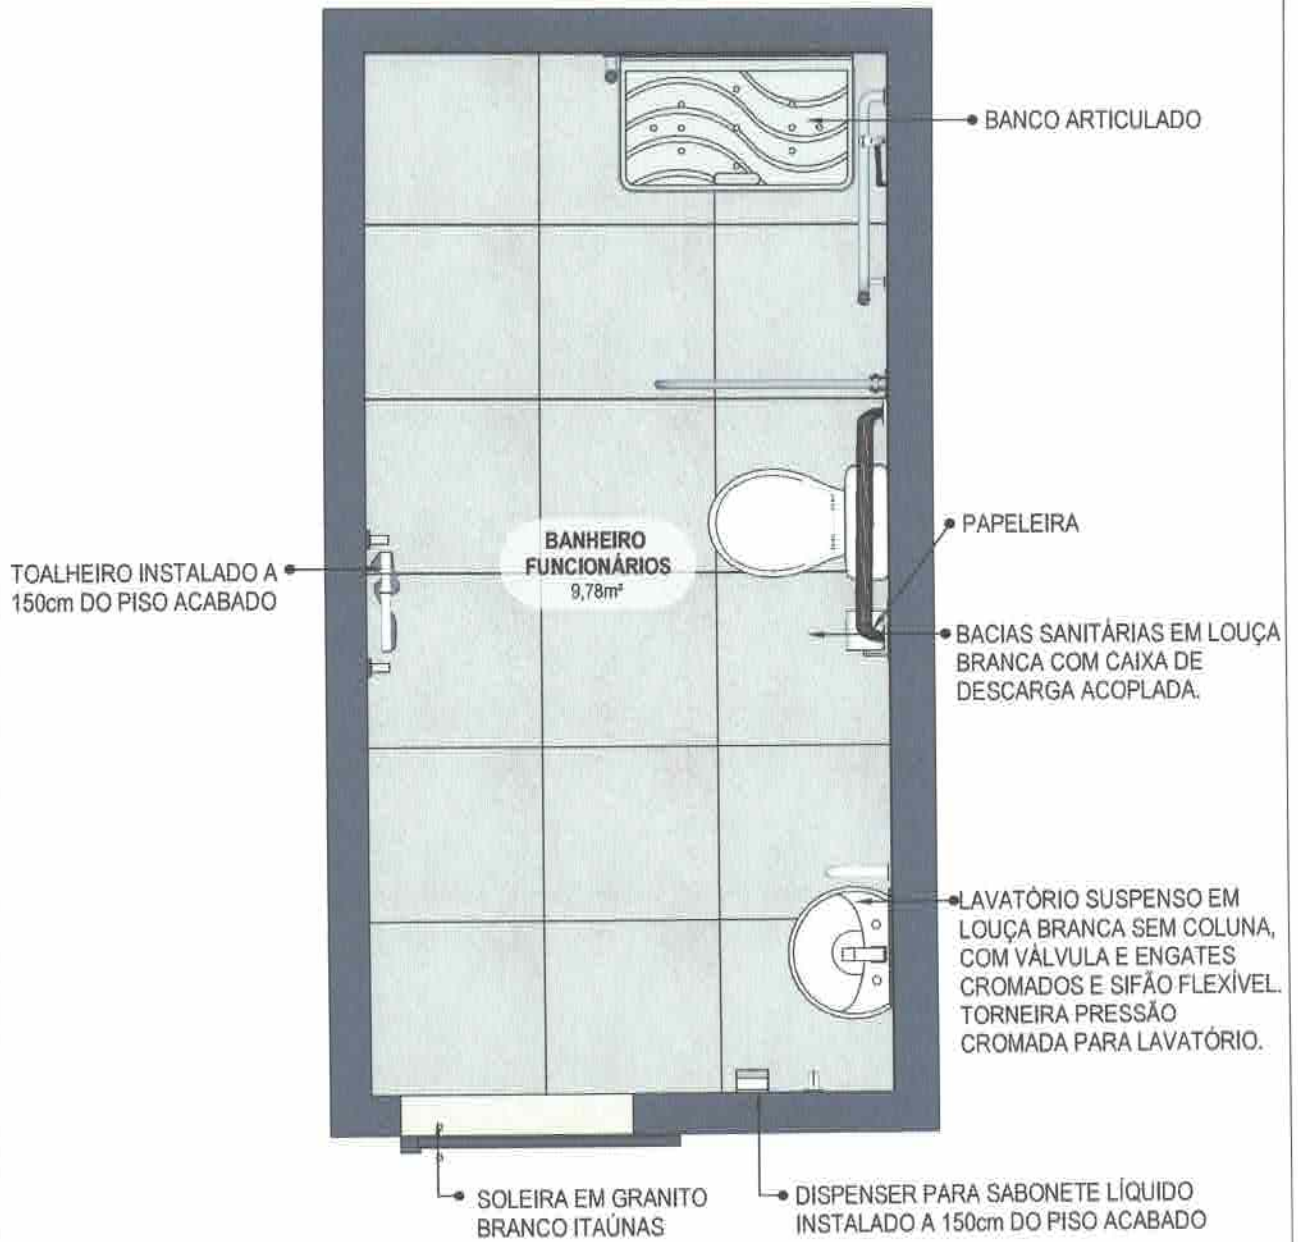 BANCO ARTICULADO
PAPELEIRA
BANHEIRO
FUNCIONÁRIOS
9,78m²
TOALHEIRO INSTALADO A
150cm DO PISO ACABADO
BACIAS SANITÁRIAS EM LOUÇA
BRANCA COM CAIXA DE
DESCARGA ACOPLADA.
LAVATÓRIO SUSPENSO EM
LOUÇA BRANCA SEM COLUNA,
COM VÁLVULA E ENGATES
CROMADOS E SIFÃO FLEXÍVEL.
TORNEIRA PRESSÃO
CROMADA PARA LAVATÓRIO.
SOLEIRA EM GRANITO
BRANCO ITAÚNAS
DISPENSER PARA SABONETE LÍQUIDO
INSTALADO A 150cm DO PISO ACABADO